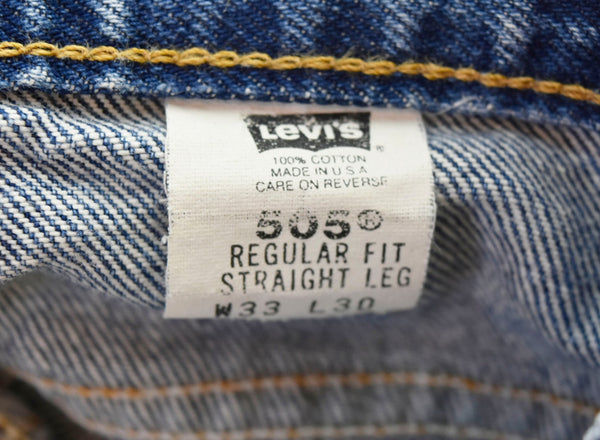 Levi's ®
100% COTTON
MADE IN U S A
CARE ON REVERSE
505®
REGULAR FIT
STRAIGHT LEG
W33 L30